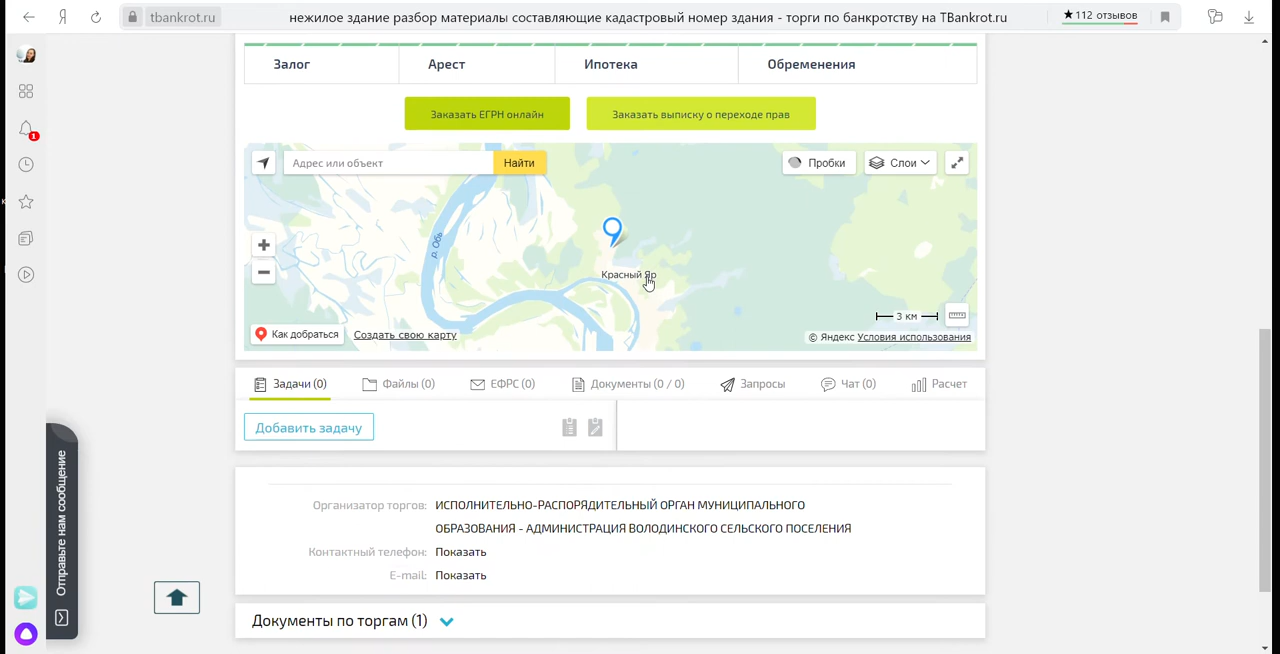 tbankrot.ru
нежилое здание разбор материалы составляющие кадастровый номер здания - торги по банкротству на TBankrot.ru
★112 отзывов
Залог
Арест
Ипотека
Обременения
Заказать ЕГРН онлайн
Заказать выписку о переходе прав
Адрес или объект
Найти
Пробки
Слои
р. Обь
Красный Яр
3 км
Как добраться
Создать свою карту
© Яндекс Условия использования
Задачи (0)
Файлы (0)
ЕФРС (0)
Документы (0 / 0)
Запросы
Чат (0)
Расчет
Добавить задачу
Организатор торгов: ИСПОЛНИТЕЛЬНО-РАСПОРЯДИТЕЛЬНЫЙ ОРГАН МУНИЦИПАЛЬНОГО
ОБРАЗОВАНИЯ - АДМИНИСТРАЦИЯ ВОЛОДИНСКОГО СЕЛЬСКОГО ПОСЕЛЕНИЯ
Контактный телефон: Показать
E-mail: Показать
Документы по торгам (1)
Отправьте нам сообщение
1